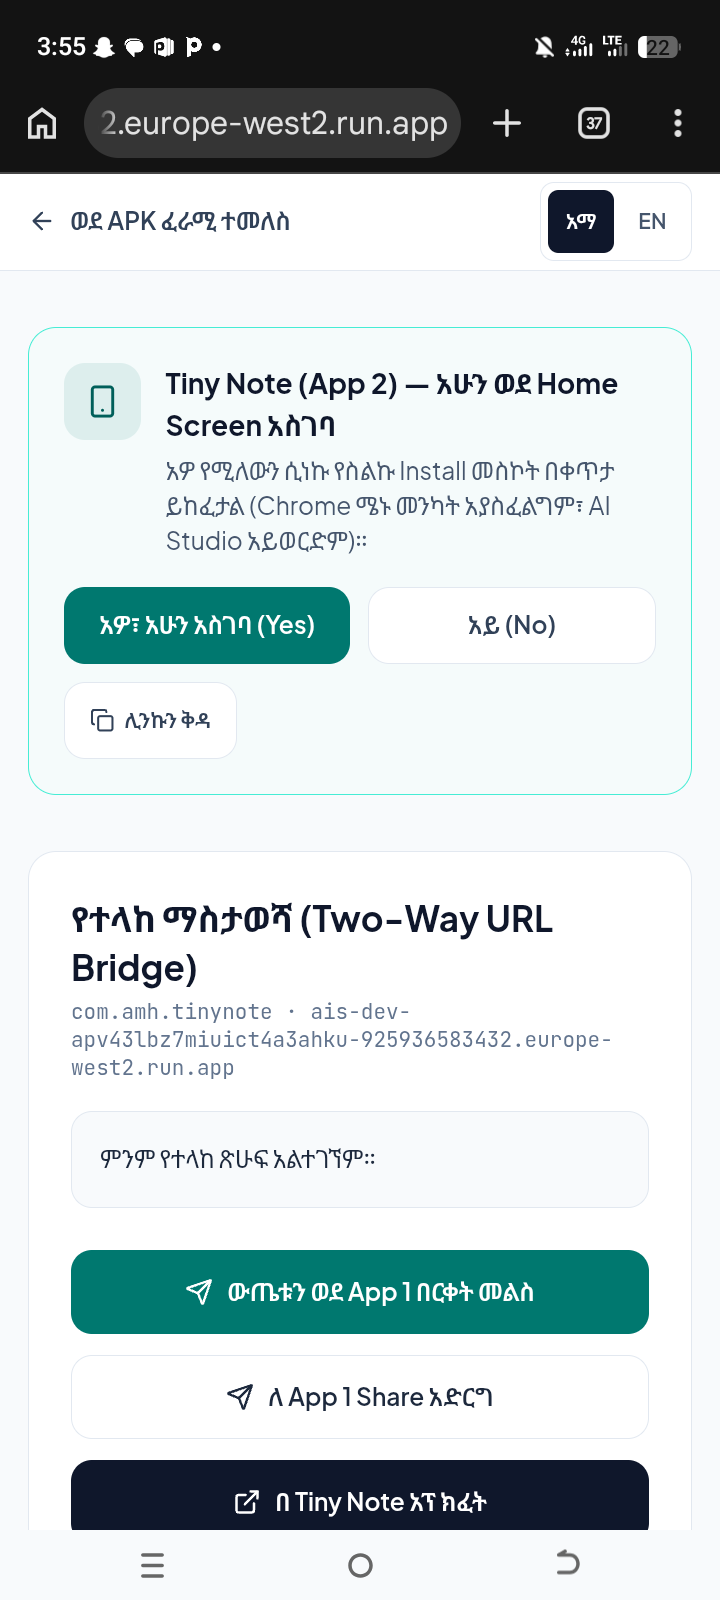 3:55
4G
LTE
22
2.europe-west2.run.app
37
ወደ APK ፈራሚ ተመለስ
አማ
EN
Tiny Note (App 2) — አሁን ወደ Home
Screen አስገባ
አዎ የሚለውን ሲነኩ የስልኩ Install መስኮት በቀጥታ
ይከፈታል (Chrome ሜኑ መንካት አያስፈልግም፣ AI
Studio አይወርድም)።
አዎ፣ አሁን አስገባ (Yes)
አይ (No)
ሊንኩን ቅዳ
የተላከ ማስታወሻ (Two-Way URL
Bridge)
com.amh.tinynote · ais-dev-
apv43lbz7miuict4a3ahku-925936583432.europe-
west2.run.app
ምንም የተላከ ጽሁፍ አልተገኘም።
ውጤቱን ወደ App 1 በርቀት መልስ
ለ App 1 Share አድርግ
በ Tiny Note አፕ ክፈት